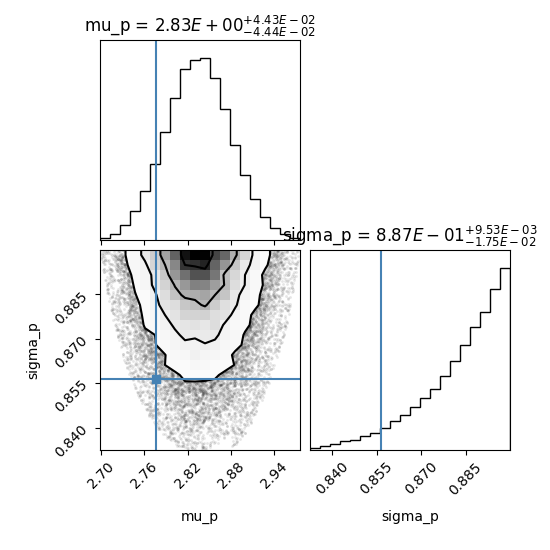 mu_p = 2.83E + 00 +4.43E − 02 −4.44E − 02
sigma_p = 8.87E − 01 +9.53E − 03 −1.75E − 02
0.885
0.870
0.855
0.840
sigma_p
2.70 2.76 2.82 2.88 2.94
mu_p
0.840 0.855 0.870 0.885
sigma_p